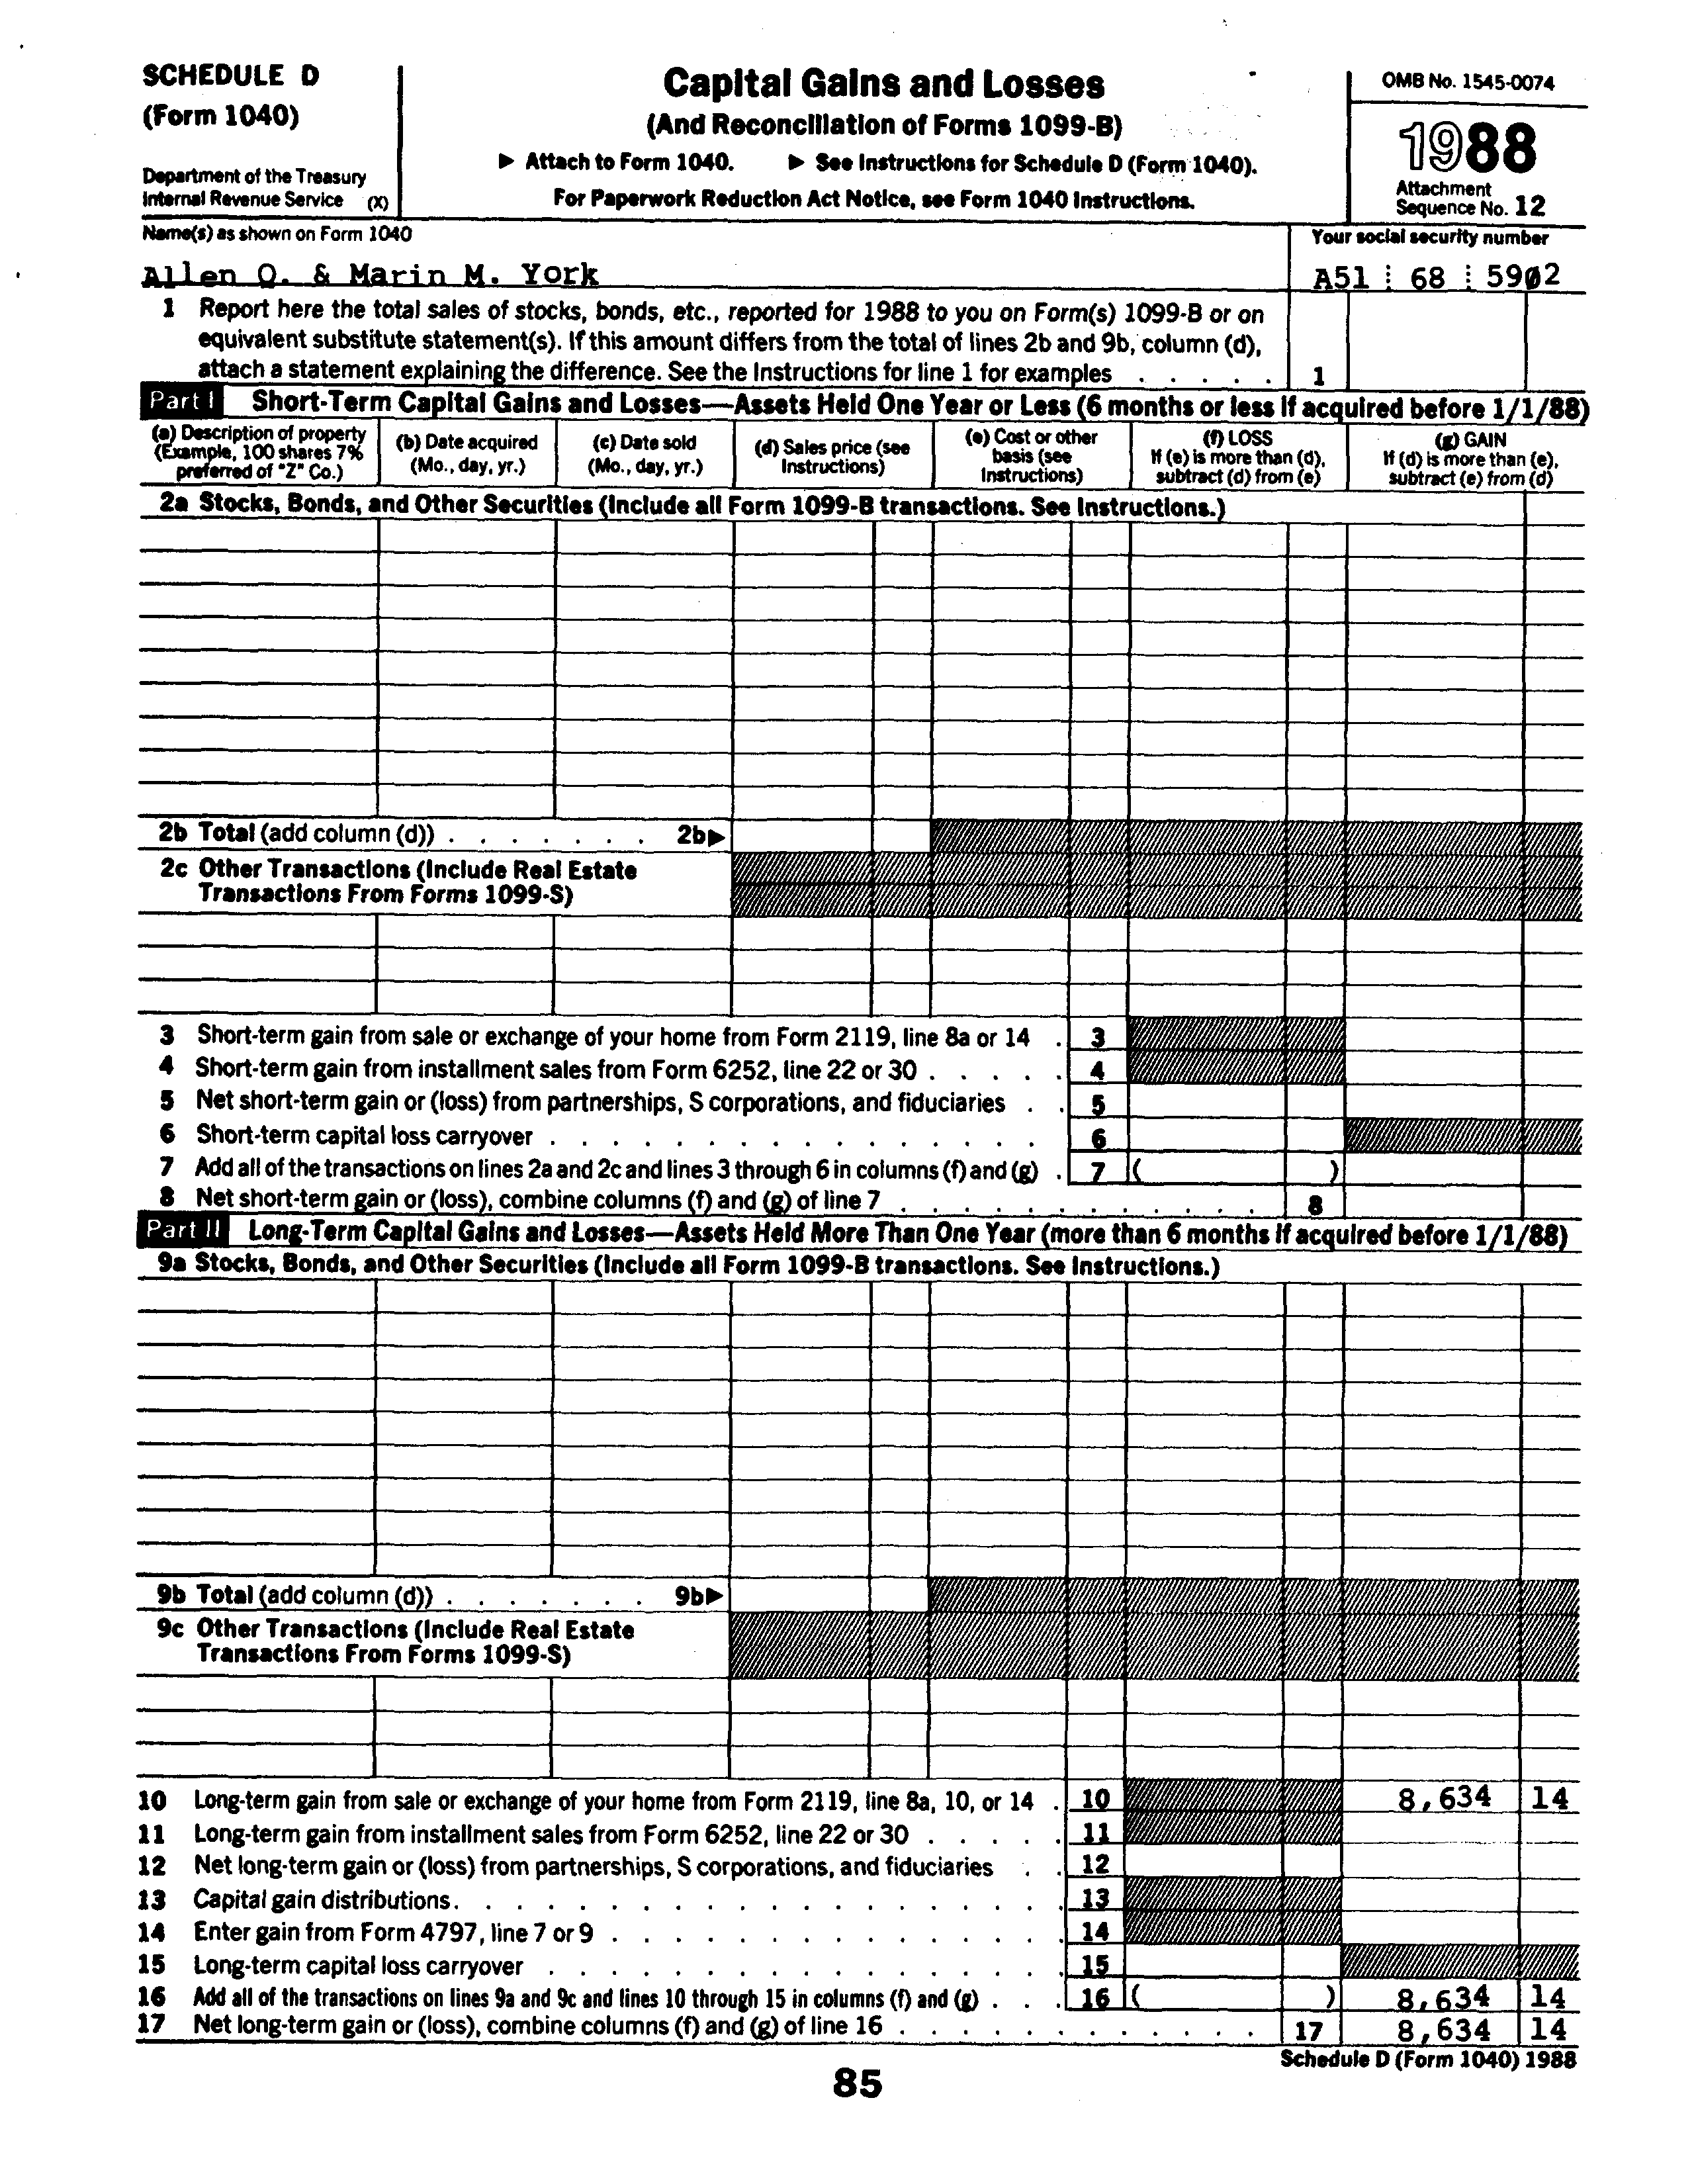 SCHEDULE D
(Form 1040)
Department of the Treasury
Internal Revenue Service (X)
Capital Gains and Losses
(And Reconciliation of Forms 1099-B)
▶ Attach to Form 1040. ▶ See Instructions for Schedule D (Form 1040).
For Paperwork Reduction Act Notice, see Form 1040 Instructions.
OMB No. 1545-0074
1988
Attachment
Sequence No. 12
Name(s) as shown on Form 1040
Allen Q. & Marin M. York
Your social security number
A51 68 5902
1 Report here the total sales of stocks, bonds, etc., reported for 1988 to you on Form(s) 1099-B or on
equivalent substitute statement(s). If this amount differs from the total of lines 2b and 9b, column (d),
attach a statement explaining the difference. See the Instructions for line 1 for examples . . . . . 1
Part I Short-Term Capital Gains and Losses—Assets Held One Year or Less (6 months or less if acquired before 1/1/88)
(a) Description of property
(Example, 100 shares 7%
preferred of "Z" Co.)
(b) Date acquired
(Mo., day, yr.)
(c) Date sold
(Mo., day, yr.)
(d) Sales price (see
Instructions)
(e) Cost or other
basis (see
Instructions)
(f) LOSS
If (e) is more than (d),
subtract (d) from (e)
(g) GAIN
If (d) is more than (e),
subtract (e) from (d)
2a Stocks, Bonds, and Other Securities (Include all Form 1099-B transactions. See Instructions.)
2b Total (add column (d)) . . . . . . . 2b▶
2c Other Transactions (Include Real Estate
Transactions From Forms 1099-S)
3 Short-term gain from sale or exchange of your home from Form 2119, line 8a or 14 . 3
4 Short-term gain from installment sales from Form 6252, line 22 or 30 . . . . . 4
5 Net short-term gain or (loss) from partnerships, S corporations, and fiduciaries . . 5
6 Short-term capital loss carryover . . . . . . . . . . . . . . . . . . . 6
7 Add all of the transactions on lines 2a and 2c and lines 3 through 6 in columns (f) and (g) . 7 ( )
8 Net short-term gain or (loss), combine columns (f) and (g) of line 7 . . . . . . . . . . . . 8
Part II Long-Term Capital Gains and Losses—Assets Held More Than One Year (more than 6 months if acquired before 1/1/88)
9a Stocks, Bonds, and Other Securities (Include all Form 1099-B transactions. See Instructions.)
9b Total (add column (d)) . . . . . . . 9b▶
9c Other Transactions (Include Real Estate
Transactions From Forms 1099-S)
10 Long-term gain from sale or exchange of your home from Form 2119, line 8a, 10, or 14 . 10 8,634 14
11 Long-term gain from installment sales from Form 6252, line 22 or 30 . . . . . 11
12 Net long-term gain or (loss) from partnerships, S corporations, and fiduciaries . . 12
13 Capital gain distributions. . . . . . . . . . . . . . . . . . . 13
14 Enter gain from Form 4797, line 7 or 9 . . . . . . . . . . . . . . . 14
15 Long-term capital loss carryover . . . . . . . . . . . . . . . . . 15
16 Add all of the transactions on lines 9a and 9c and lines 10 through 15 in columns (f) and (g) . . . 16 ( ) 8,634 14
17 Net long-term gain or (loss), combine columns (f) and (g) of line 16 . . . . . . . . . . . . 17 8,634 14
Schedule D (Form 1040) 1988
85